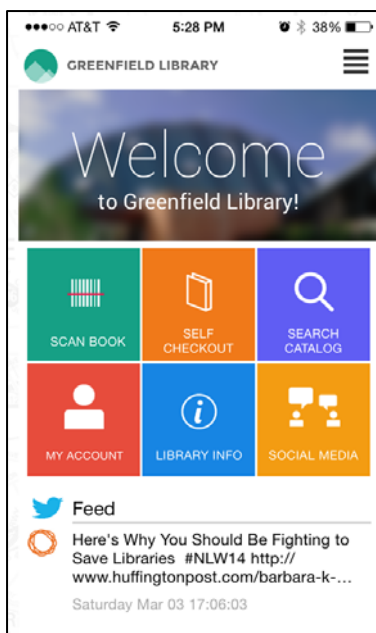 AT&T 5:28 PM 38%
GREENFIELD LIBRARY
Welcome
to Greenfield Library!
SCAN BOOK
SELF
CHECKOUT
SEARCH
CATALOG
MY ACCOUNT
LIBRARY INFO
SOCIAL MEDIA
Feed
Here's Why You Should Be Fighting to
Save Libraries #NLW14 http://
www.huffingtonpost.com/barbara-k-...
Saturday Mar 03 17:06:03